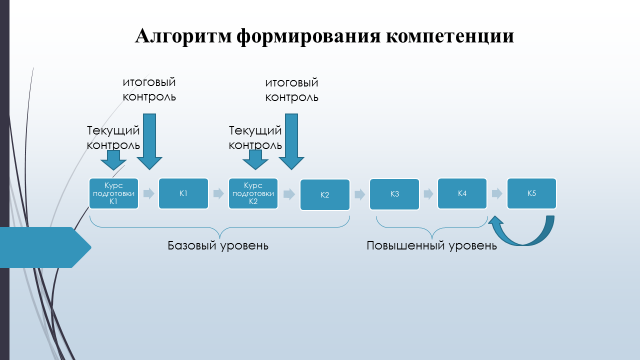 Алгоритм формирования компетенции
итоговый
контроль
итоговый
контроль
Текущий
контроль
Текущий
контроль
Курс
подготовки
К1
К1
Курс
подготовки
К2
К2
К3
К4
К5
Базовый уровень
Повышенный уровень